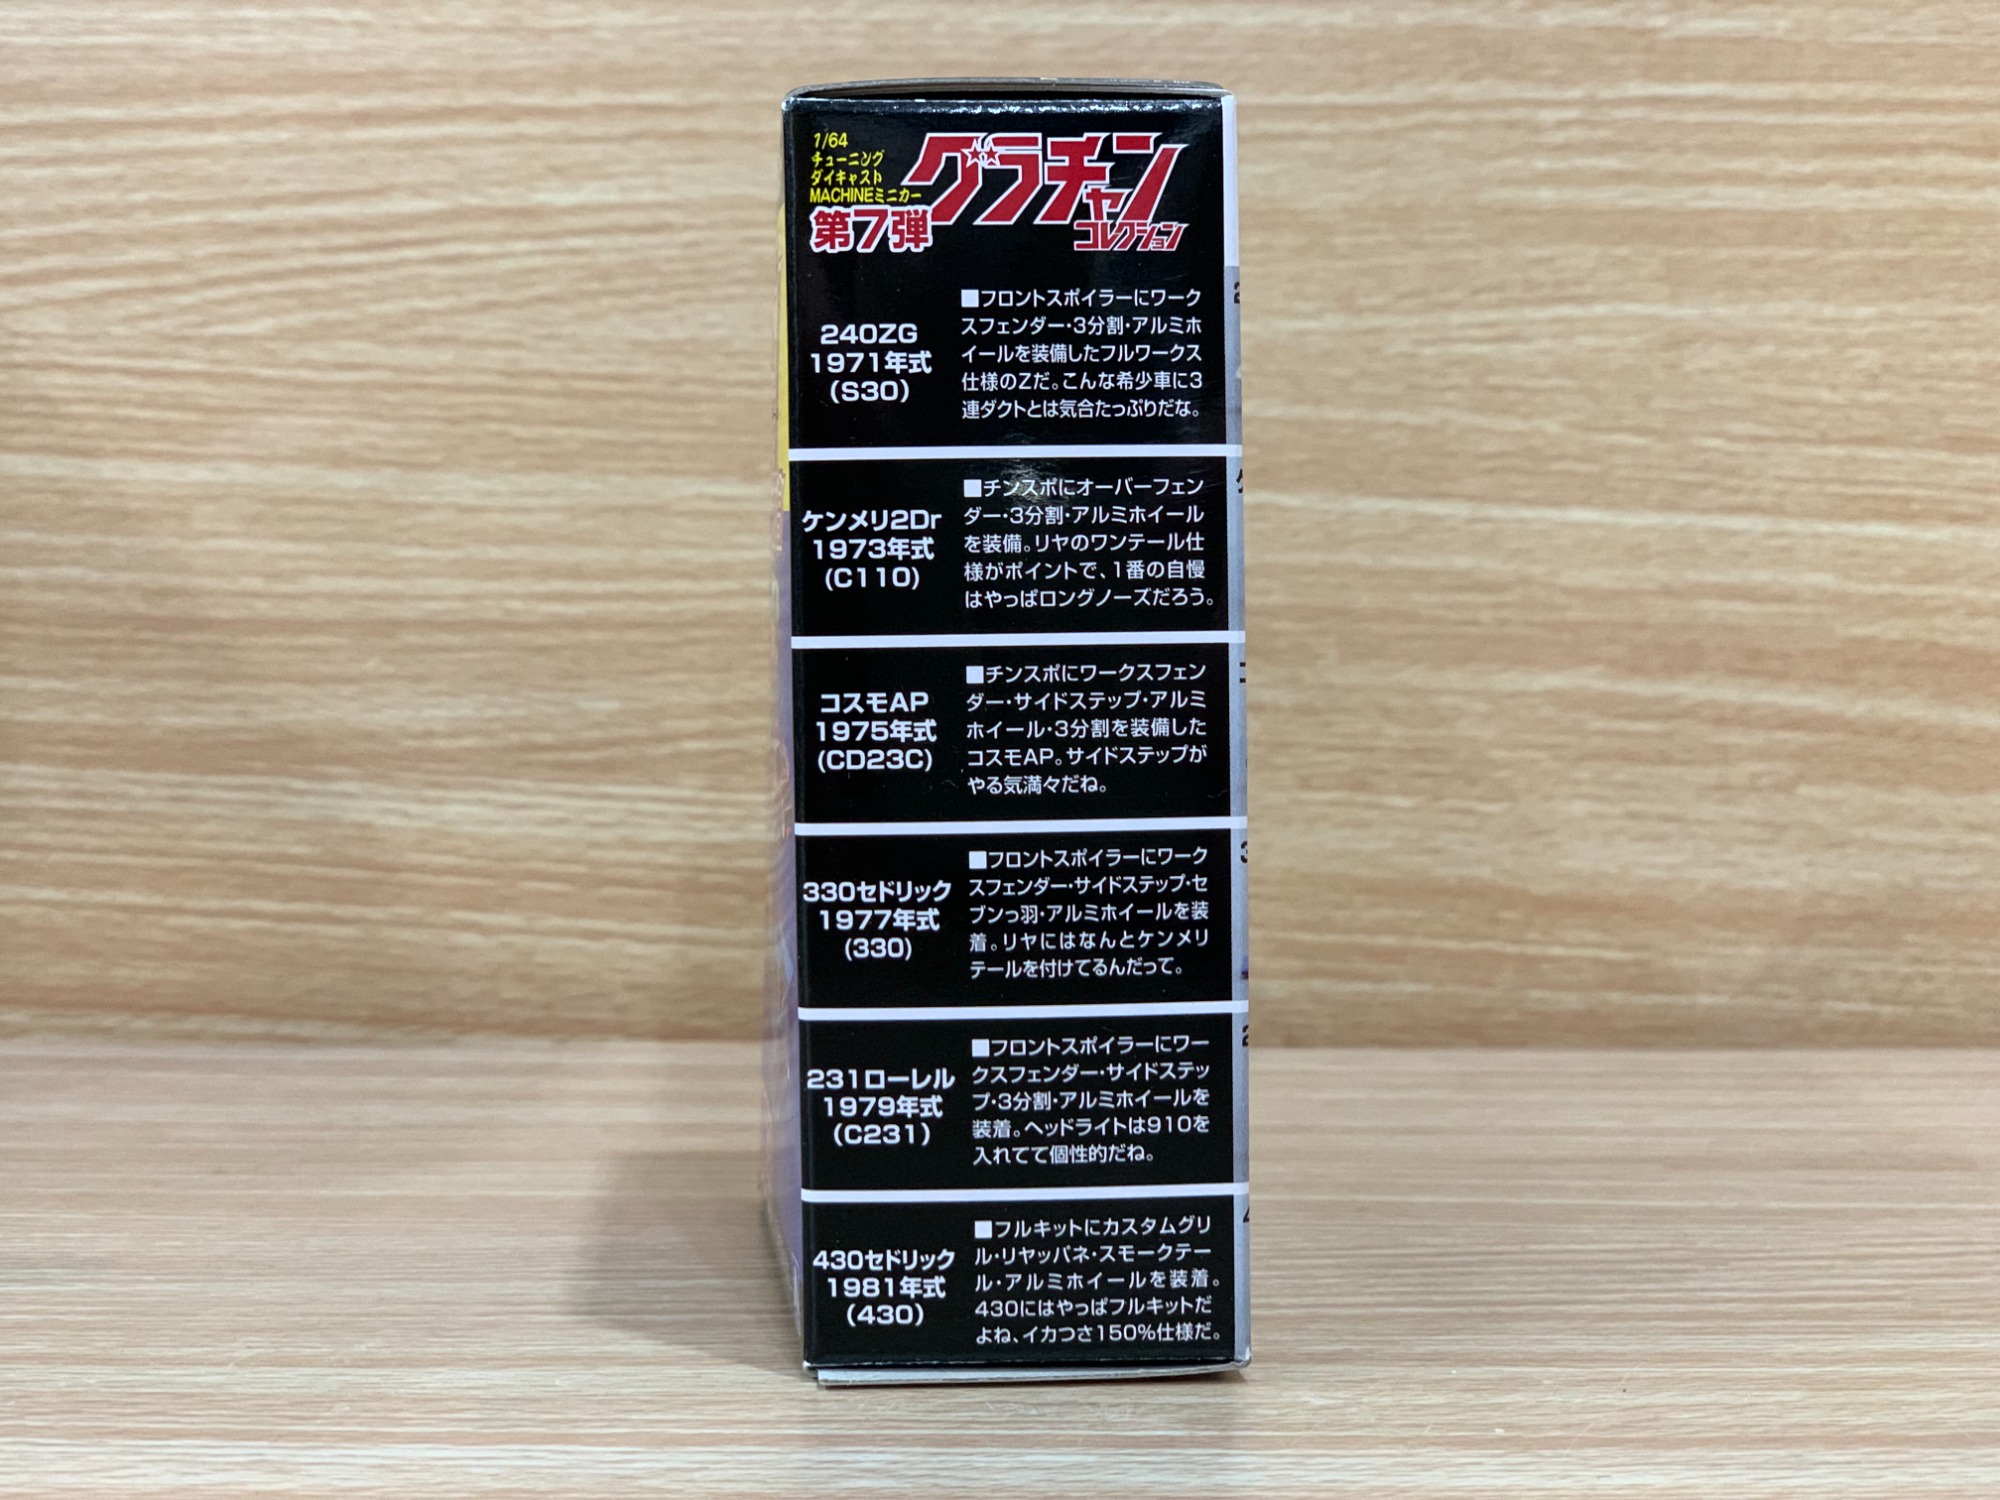 1/64
チューニング
ダイキャスト
MACHINEミニカー
第7弾
グラチャン
コレクション
240ZG
1971年式
(S30)
■フロントスポイラーにワーク
スフェンダー・3分割・アルミホ
イールを装備したフルワークス
仕様のZだ。こんな希少車に3
連ダクトとは気合たっぷりだな。
ケンメリ2Dr
1973年式
(C110)
■チンスポにオーバーフェン
ダー・3分割・アルミホイール
を装備。リヤのワンテール仕
様がポイントで、1番の自慢
はやっぱロングノーズだろう。
コスモAP
1975年式
(CD23C)
■チンスポにワークスフェン
ダー・サイドステップ・アルミ
ホイール・3分割を装備した
コスモAP。サイドステップが
やる気満々だね。
330セドリック
1977年式
(330)
■フロントスポイラーにワーク
スフェンダー・サイドステップ・セ
ブンっ羽・アルミホイールを装
着。リヤにはなんとケンメリ
テールを付けてるんだって。
231ローレル
1979年式
(C231)
■フロントスポイラーにワー
クスフェンダー・サイドステッ
プ・3分割・アルミホイールを
装着。ヘッドライトは910を
入れてて個性的だね。
430セドリック
1981年式
(430)
■フルキットにカスタムグリ
ル・リヤッパネ・スモークテー
ル・アルミホイールを装着。
430にはやっぱフルキットだ
よね、イカつさ150%仕様だ。